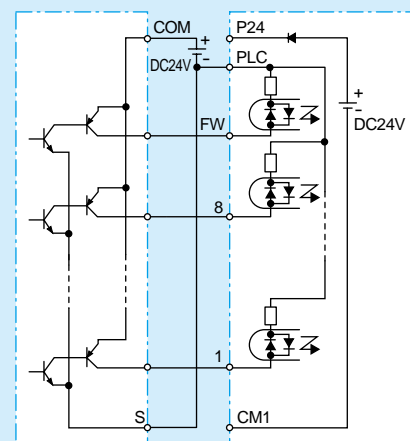 COM
P24
+
-
DC24V
PLC
+
-
DC24V
FW
8
1
S
CM1